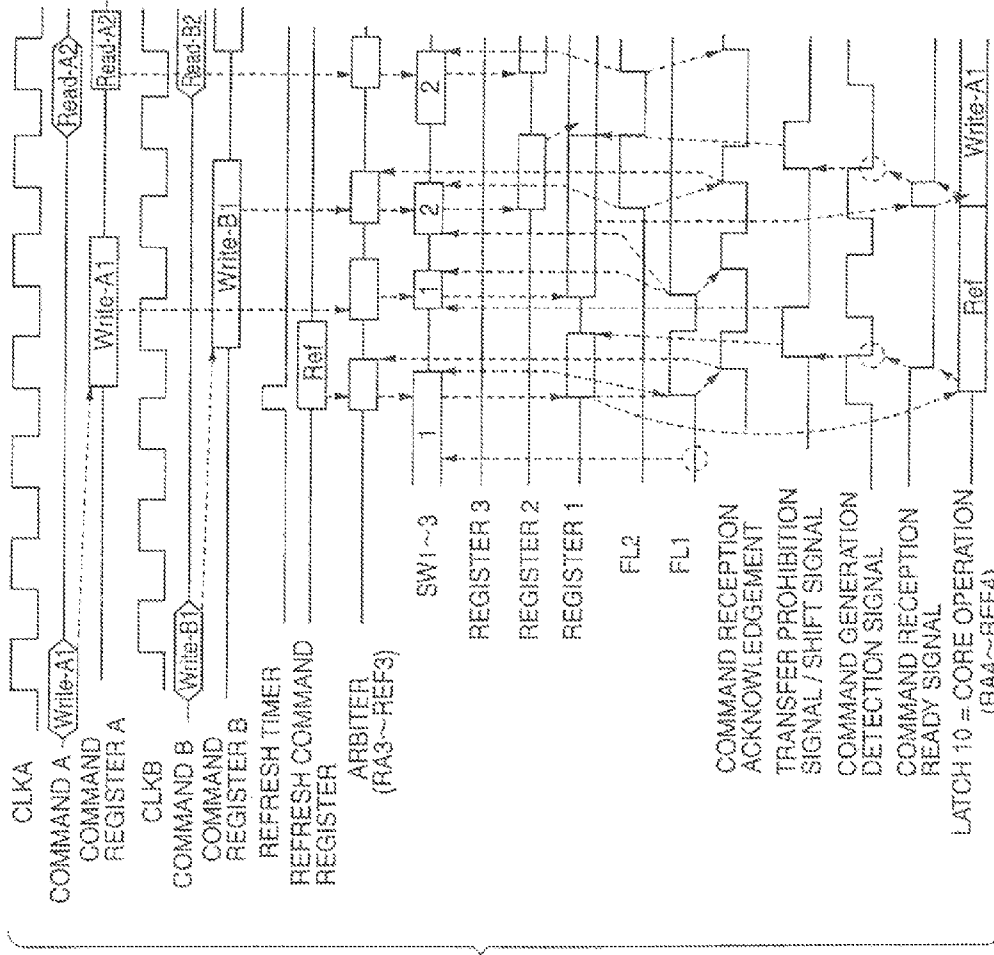 CLKA
COMMAND A
Write-A1
Read-A2
COMMAND
REGISTER A
Write-A1
Read-A2
CLKB
COMMAND B
Write-B1
Read-B2
COMMAND
REGISTER B
Write-B1
REFRESH TIMER
REFRESH COMMAND
REGISTER
Ref
ARBITER
(RA3~REF3)
SW1~3
1
1
2
2
REGISTER 3
REGISTER 2
REGISTER 1
FL2
FL1
COMMAND RECEPTION
ACKNOWLEDGEMENT
TRANSFER PROHIBITION
SIGNAL / SHIFT SIGNAL
COMMAND GENERATION
DETECTION SIGNAL
COMMAND RECEPTION
READY SIGNAL
LATCH 10 = CORE OPERATION
Ref
Write-A1